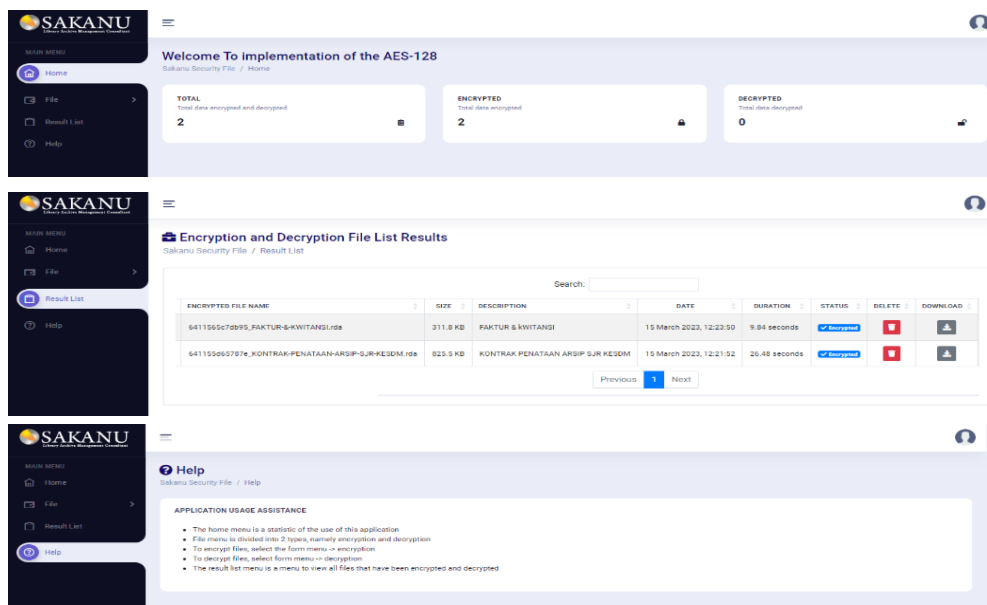 SAKANU
Library Archive Management Consultant
MAIN MENU
Home
File
Result List
Help
Welcome To implementation of the AES-128
Sakanu Security File / Home
TOTAL
Total data encrypted and decrypted
2
ENCRYPTED
Total data encrypted
2
DECRYPTED
Total data decrypted
0
SAKANU
Library Archive Management Consultant
MAIN MENU
Home
File
Result List
Help
Encryption and Decryption File List Results
Sakanu Security File / Result List
Search:
ENCRYPTED FILE NAME SIZE DESCRIPTION DATE DURATION STATUS DELETE DOWNLOAD
6411565c7db95_FAKTUR-&-KWITANSI.rda 311.8 KB FAKTUR & kWITANSI 15 March 2023, 12:23:50 9.84 seconds Encrypted
641155d65787e_KONTRAK-PENATAAN-ARSIP-SJR-KESDM.rda 825.5 KB KONTRAK PENATAAN ARSIP SJR KESDM 15 March 2023, 12:21:52 26.48 seconds Encrypted
Previous 1 Next
SAKANU
Library Archive Management Consultant
MAIN MENU
Home
File
Result List
Help
Help
Sakanu Security File / Help
APPLICATION USAGE ASSISTANCE
The home menu is a statistic of the use of this application
File menu is divided into 2 types, namely encryption and decryption
To encrypt files, select the form menu -> encryption
To decrypt files, select form menu -> decryption
The result list menu is a menu to view all files that have been encrypted and decrypted